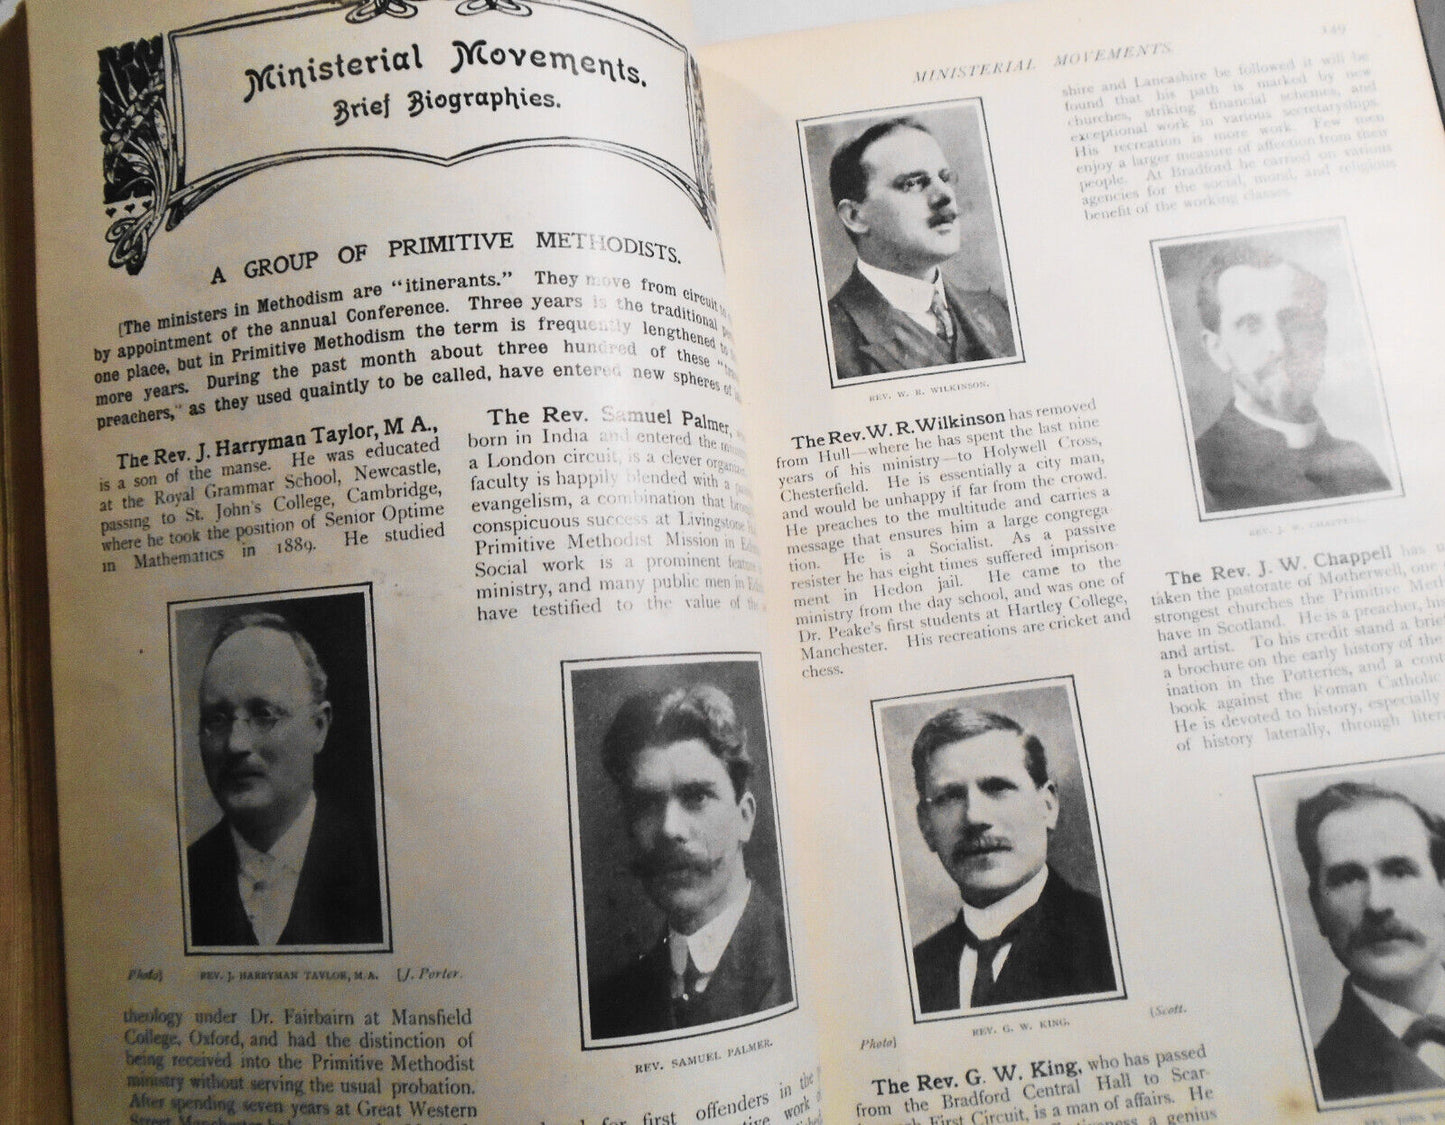 Ministerial Movements.
Brief Biographies.
A GROUP OF PRIMITIVE METHODISTS.
[The ministers in Methodism are "itinerants." They move from circuit to
by appointment of the annual Conference. Three years is the traditional
one place, but in Primitive Methodism the term is frequently lengthened to
more years. During the past month about three hundred of these
preachers," as they used quaintly to be called, have entered new spheres of
The Rev. J. Harryman Taylor, M A.,
is a son of the manse. He was educated
at the Royal Grammar School, Newcastle,
passing to St. John's College, Cambridge,
where he took the position of Senior Optime
in Mathematics in 1889. He studied
Photo] REV. J. HARRYMAN TAYLOR, M.A. [J. Porter.
theology under Dr. Fairbairn at Mansfield
College, Oxford, and had the distinction of
being received into the Primitive Methodist
ministry without serving the usual probation.
After spending seven years at Great Western
The Rev. Samuel Palmer,
born in India and entered the
a London circuit, is a clever
faculty is happily blended with a
evangelism, a combination that
conspicuous success at Livingstone
Primitive Methodist Mission in
Social work is a prominent
ministry, and many public men in
have testified to the value of the
REV. SAMUEL PALMER.
for first offenders in the
work
MINISTERIAL MOVEMENTS.
149
REV. W. R. WILKINSON.
The Rev. W. R. Wilkinson has removed
from Hull—where he has spent the last nine
years of his ministry—to Holywell Cross,
Chesterfield. He is essentially a city man,
and would be unhappy if far from the crowd.
He preaches to the multitude and carries a
message that ensures him a large congrega-
tion. He is a Socialist. As a passive
resister he has eight times suffered imprison-
ment in Hedon jail. He came to the
ministry from the day school, and was one of
Dr. Peake's first students at Hartley College,
Manchester. His recreations are cricket and
chess.
Photo] REV. G. W. KING. [Scott.
The Rev. G. W. King, who has passed
from the Bradford Central Hall to Scar-
First Circuit, is a man of affairs. He
a genius
shire and Lancashire be followed it will be
found that his path is marked by new
churches, striking financial schemes, and
exceptional work in various secretaryships.
His recreation is more work. Few men
enjoy a larger measure of affection from their
people. At Bradford he carried on various
agencies for the social, moral, and religious
benefit of the working classes.
REV. J. W. CHAPPELL.
The Rev. J. W. Chappell has
taken the pastorate of Motherwell, one
strongest churches the Primitive
have in Scotland. He is a preacher,
and artist. To his credit stand a
a brochure on the early history of the
ination in the Potteries, and a
book against the Roman Catholic
He is devoted to history, especially
of history laterally, through